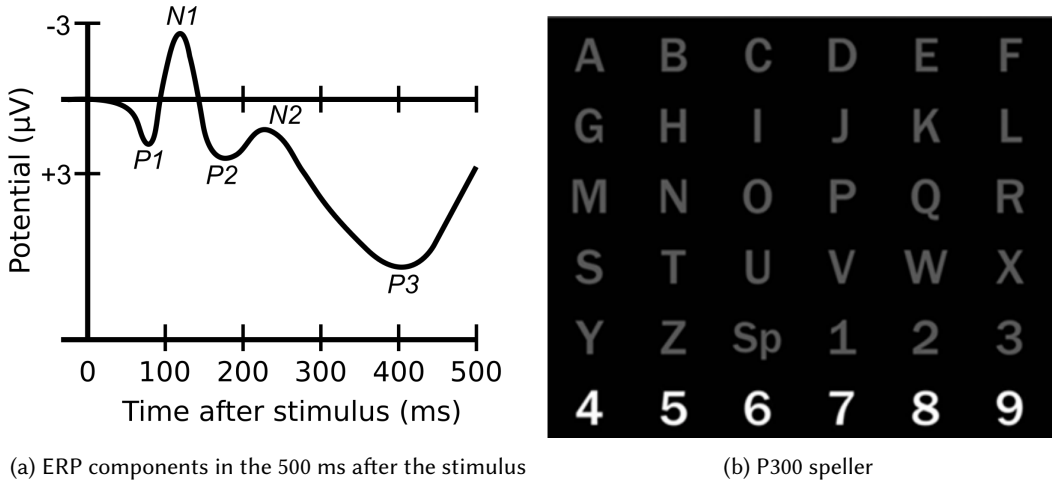 -3
N1
N2
P1
P2
+3
P3
Potential (µV)
0 100 200 300 400 500
Time after stimulus (ms)
(a) ERP components in the 500 ms after the stimulus
A B C D E F
G H I J K L
M N O P Q R
S T U V W X
Y Z Sp 1 2 3
4 5 6 7 8 9
(b) P300 speller